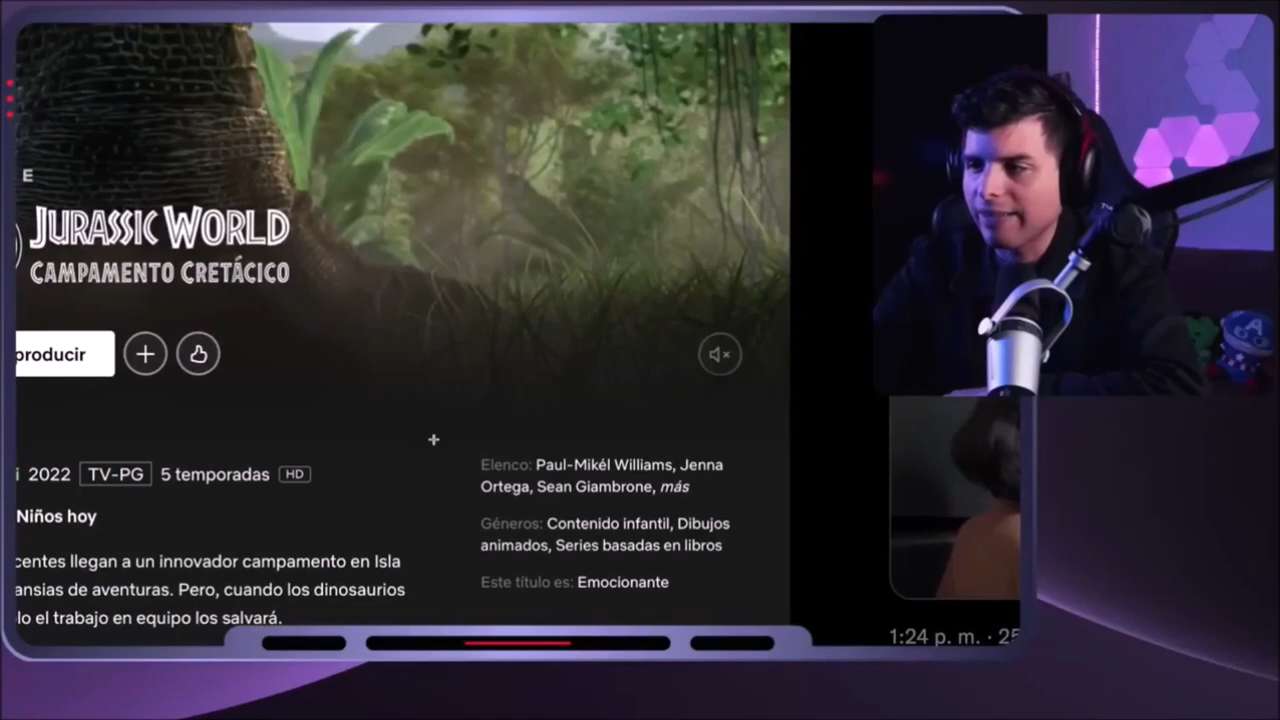 E
JURASSIC WORLD
CAMPAMENTO CRETÁCICO
producir
2022 TV-PG 5 temporadas HD
Niños hoy
centes llegan a un innovador campamento en Isla
ansias de aventuras. Pero, cuando los dinosaurios
lo el trabajo en equipo los salvará.
Elenco: Paul-Mikél Williams, Jenna
Ortega, Sean Giambrone, más
Géneros: Contenido infantil, Dibujos
animados, Series basadas en libros
Este título es: Emocionante
1:24 p. m. · 25